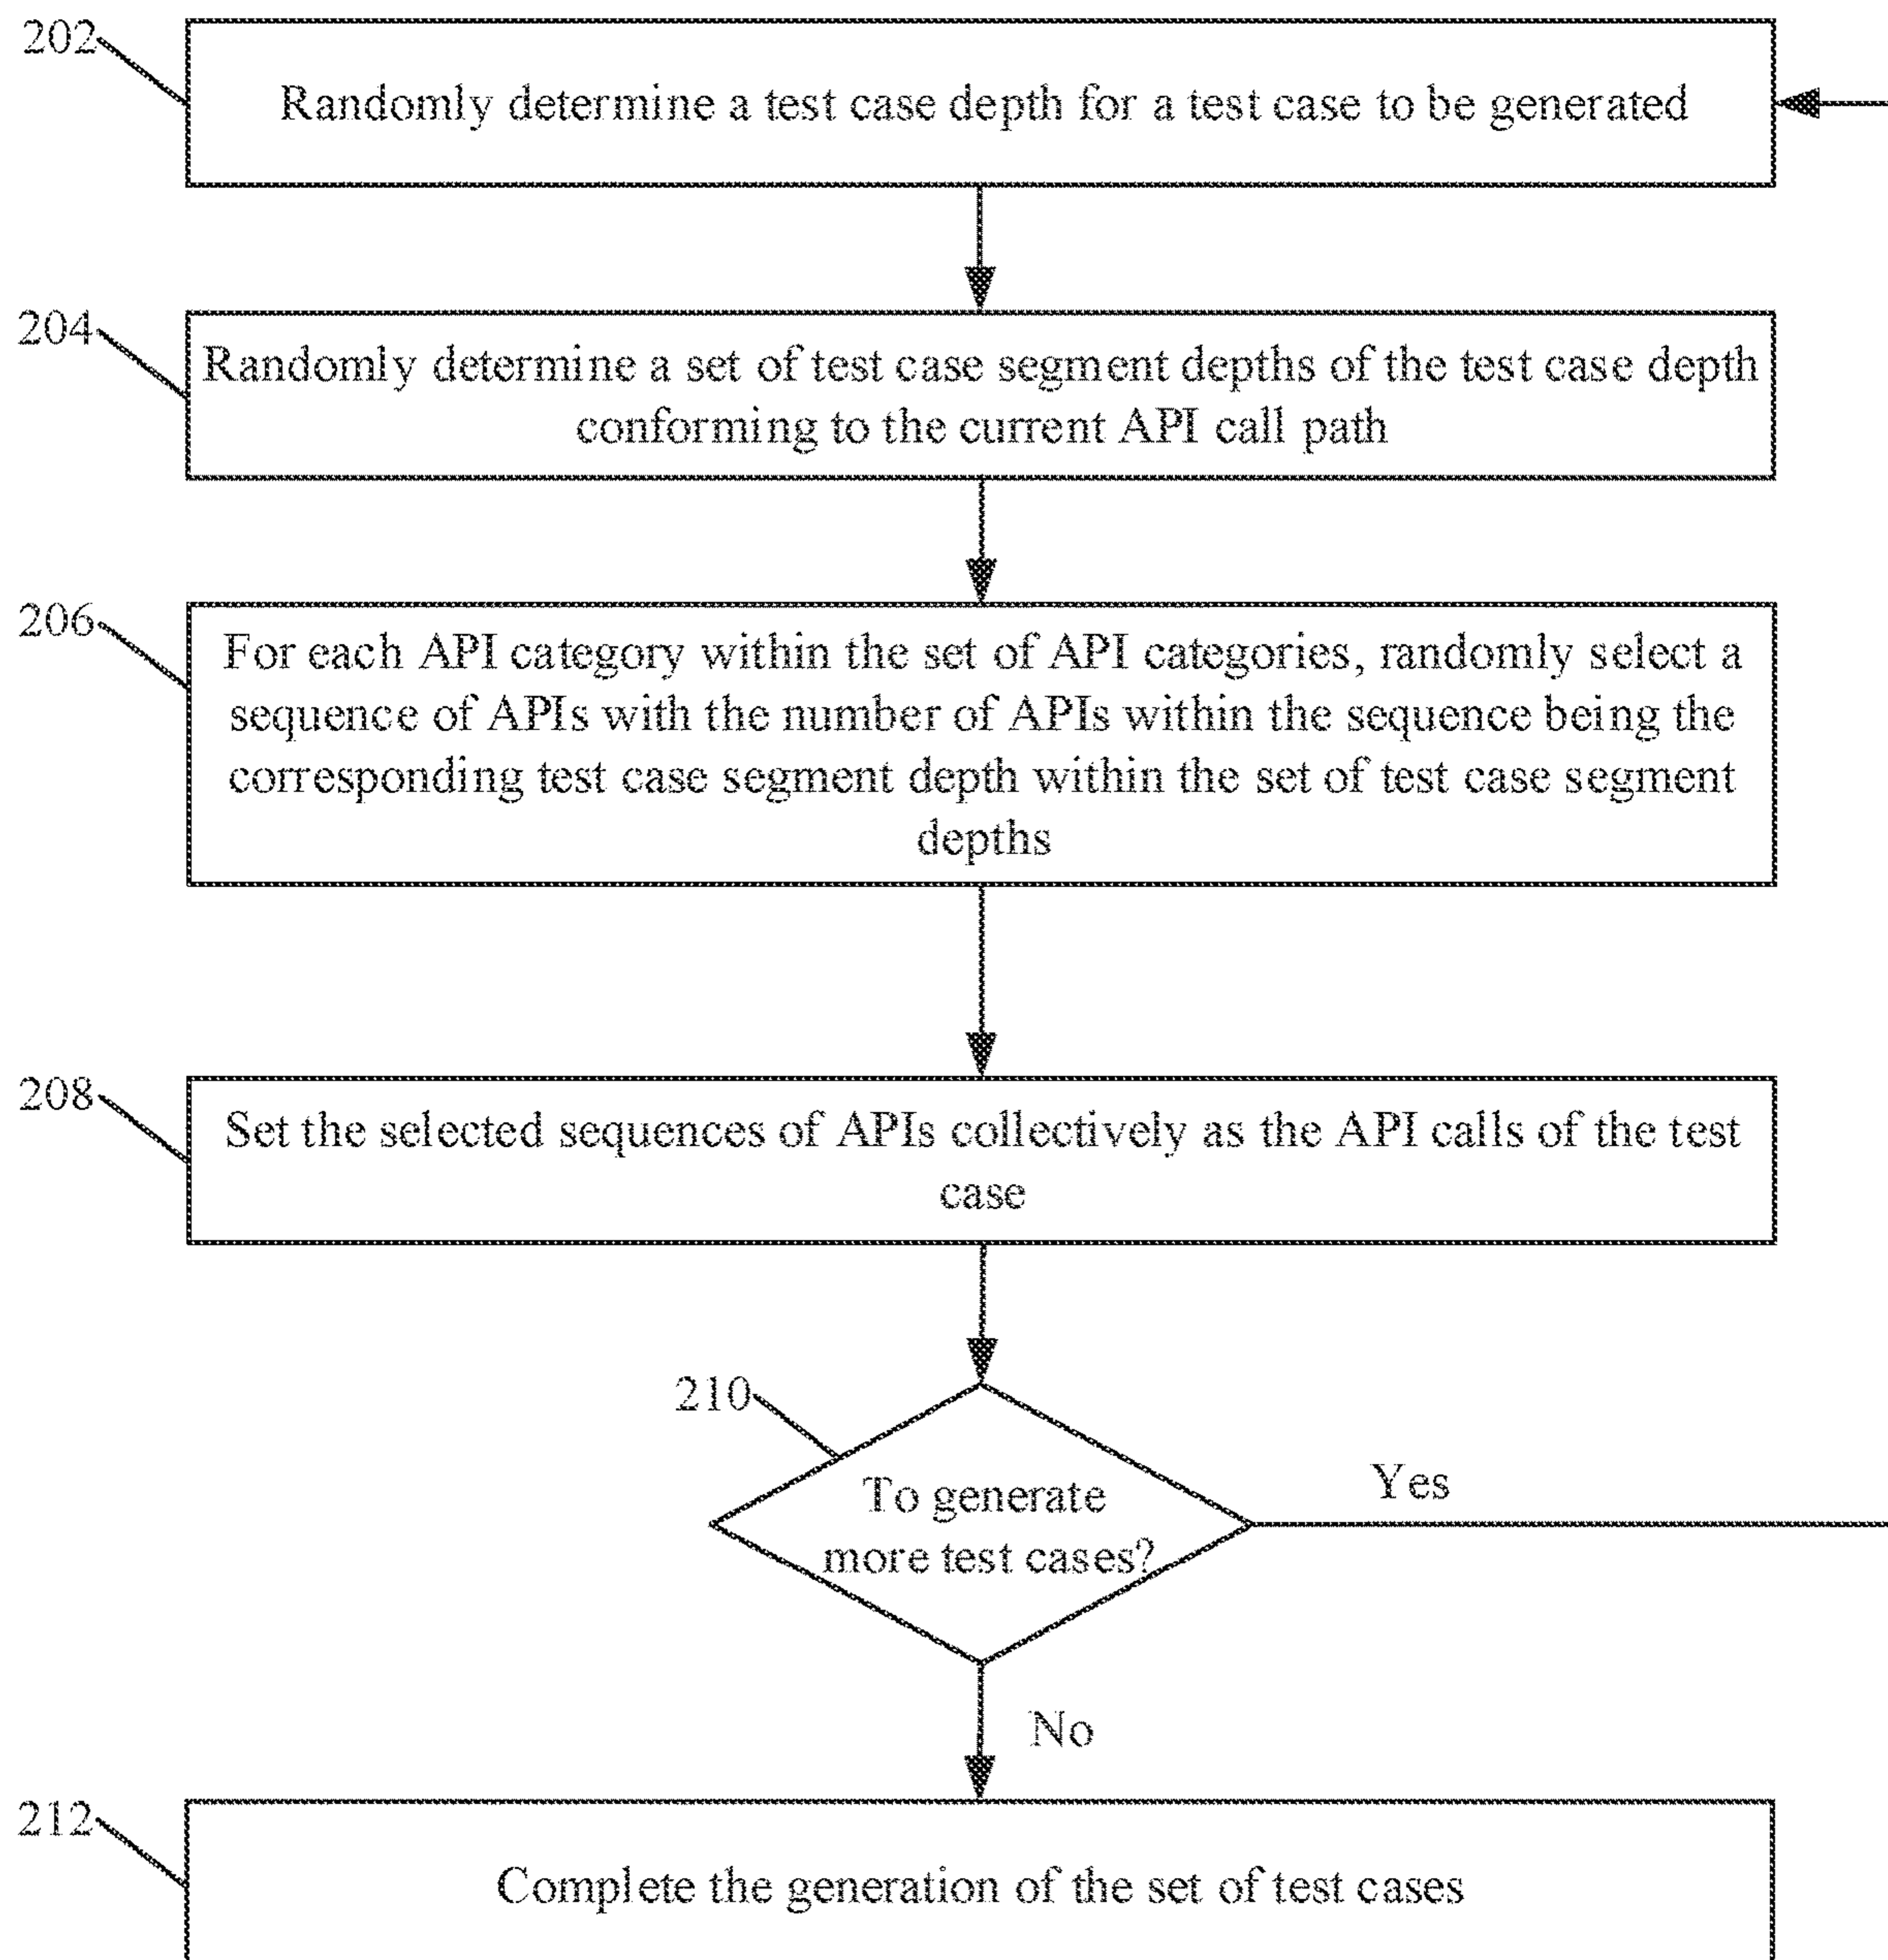 202
Randomly determine a test case depth for a test case to be generated
204
Randomly determine a set of test case segment depths of the test case depth
conforming to the current API call path
206
For each API category within the set of API categories, randomly select a
sequence of APIs with the number of APIs within the sequence being the
corresponding test case segment depth within the set of test case segment
depths
208
Set the selected sequences of APIs collectively as the API calls of the test
case
210
To generate
more test cases?
Yes
No
212
Complete the generation of the set of test cases